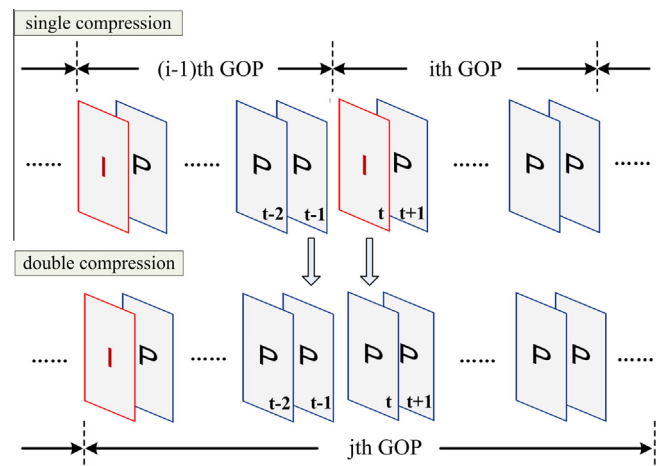 single compression
(i-1)th GOP ith GOP
...... I P ...... P P I P ...... P P ......
t-2 t-1 t t+1
double compression
...... I P ...... P P P P ...... P P ......
t-2 t-1 t t+1
jth GOP